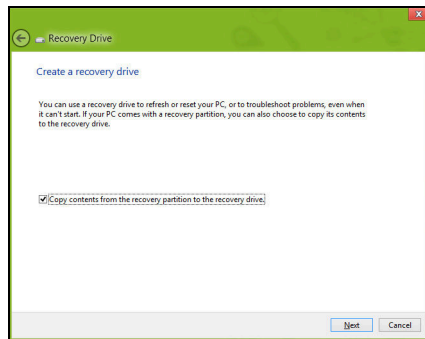 Recovery Drive
Create a recovery drive
You can use a recovery drive to refresh or reset your PC, or to troubleshoot problems, even when
it can't start. If your PC comes with a recovery partition, you can also choose to copy its contents
to the recovery drive.
Copy contents from the recovery partition to the recovery drive.
Next Cancel